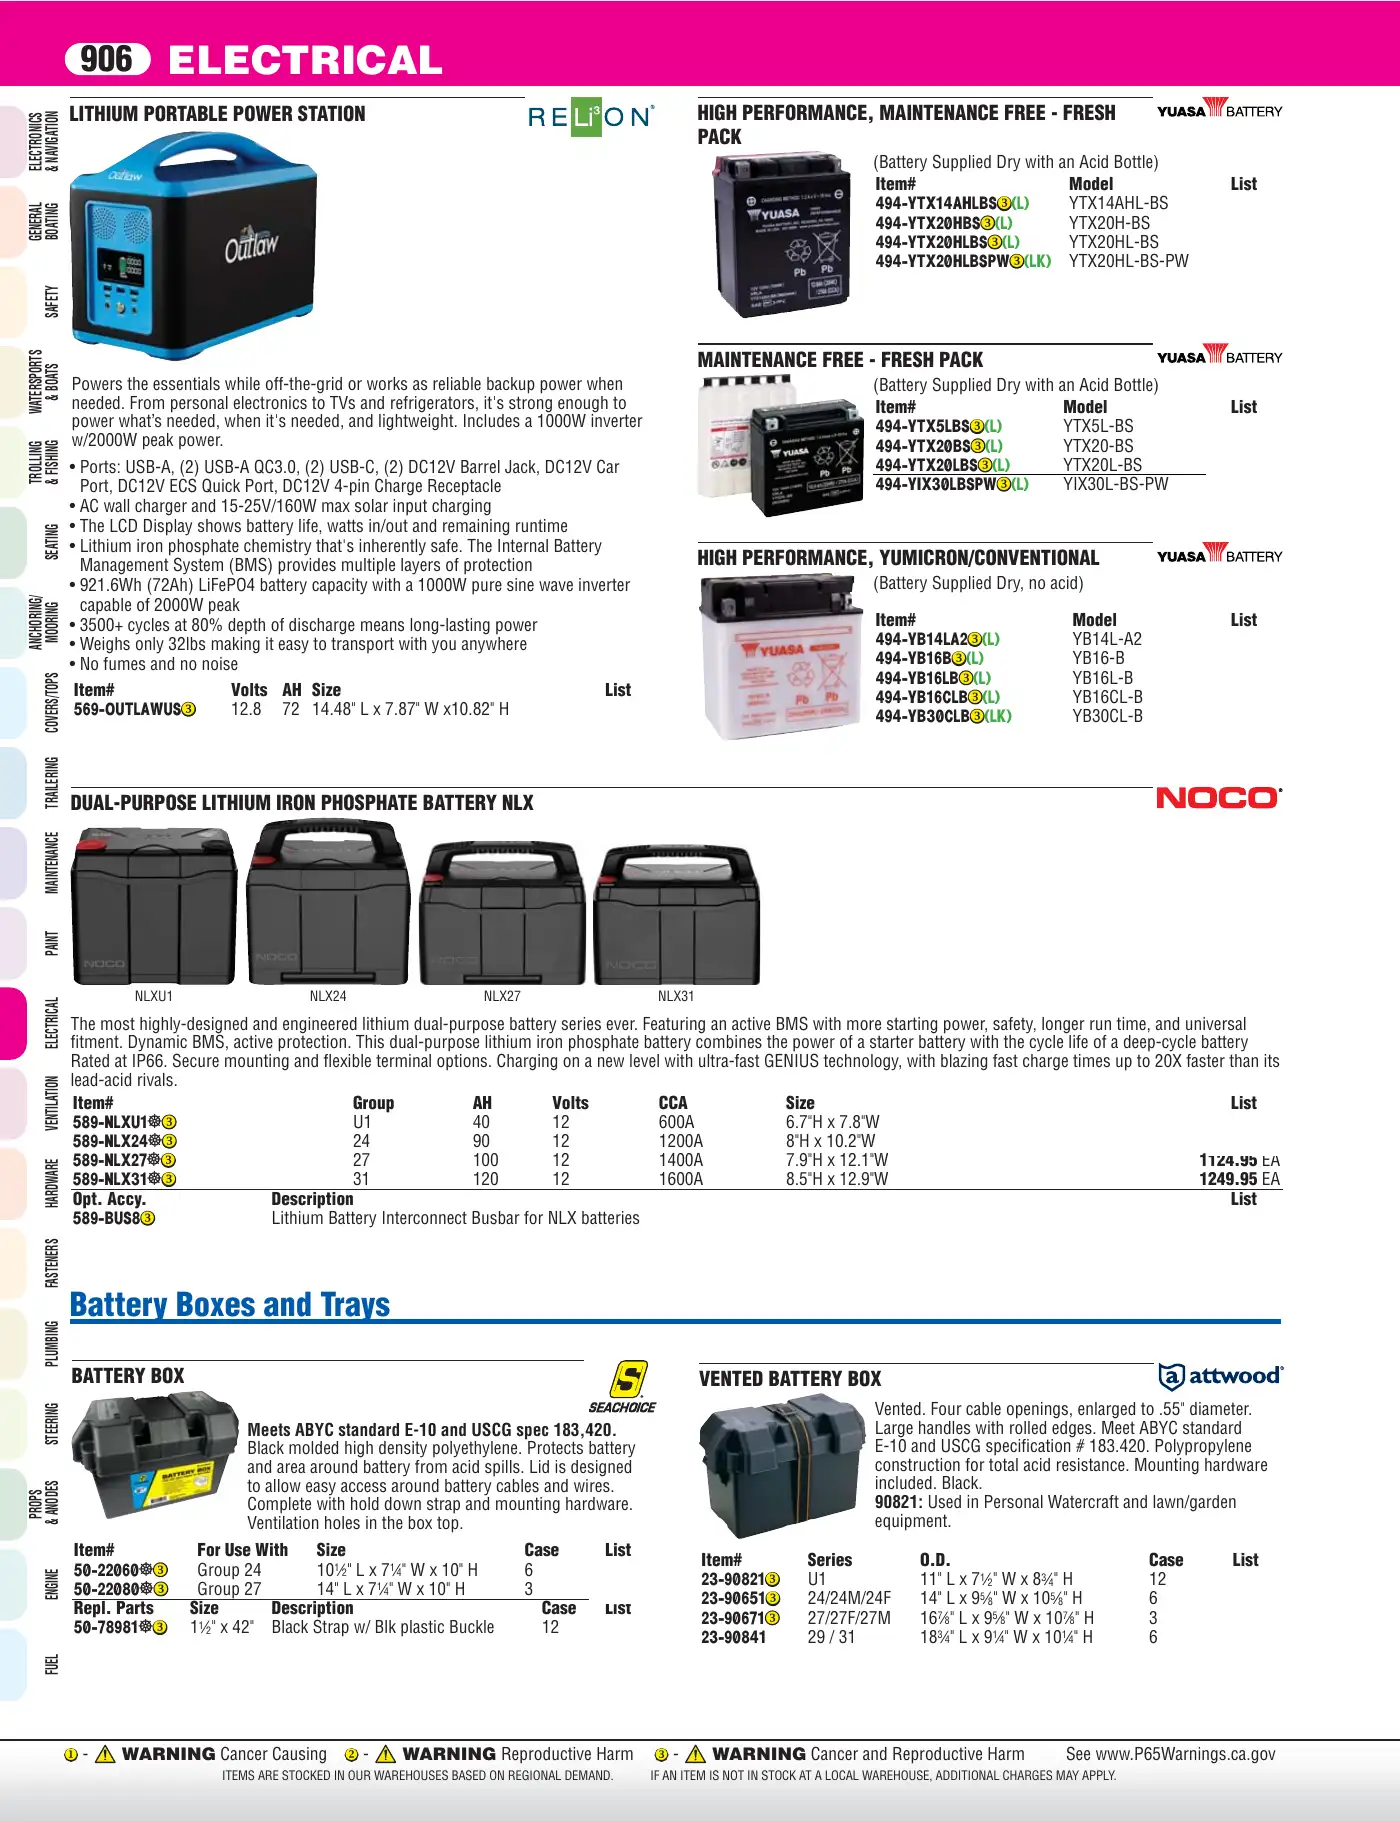 906 ELECTRICAL
ELECTRONICS & NAVIGATION
GENERAL BOATING
SAFETY
WATERSPORTS & BOATS
TROLLING & FISHING
SEATING
ANCHORING/ MOORING
COVERS/TOPS
TRAILERING
MAINTENANCE
PAINT
ELECTRICAL
VENTILATION
HARDWARE
FASTENERS
PLUMBING
STEERING
PROPS & ANODES
ENGINE
FUEL
LITHIUM PORTABLE POWER STATION
RELi3ON®
Outlaw
Outlaw
Powers the essentials while off-the-grid or works as reliable backup power when
needed. From personal electronics to TVs and refrigerators, it's strong enough to
power what's needed, when it's needed, and lightweight. Includes a 1000W inverter
w/2000W peak power.
• Ports: USB-A, (2) USB-A QC3.0, (2) USB-C, (2) DC12V Barrel Jack, DC12V Car
Port, DC12V ECS Quick Port, DC12V 4-pin Charge Receptacle
• AC wall charger and 15-25V/160W max solar input charging
• The LCD Display shows battery life, watts in/out and remaining runtime
• Lithium iron phosphate chemistry that's inherently safe. The Internal Battery
Management System (BMS) provides multiple layers of protection
• 921.6Wh (72Ah) LiFePO4 battery capacity with a 1000W pure sine wave inverter
capable of 2000W peak
• 3500+ cycles at 80% depth of discharge means long-lasting power
• Weighs only 32lbs making it easy to transport with you anywhere
• No fumes and no noise
Item# Volts AH Size List
569-OUTLAWUS3 12.8 72 14.48" L x 7.87" W x10.82" H
HIGH PERFORMANCE, MAINTENANCE FREE - FRESH
PACK
YUASA BATTERY
YUASA
Pb Pb
(Battery Supplied Dry with an Acid Bottle)
Item# Model List
494-YTX14AHLBS3(L) YTX14AHL-BS
494-YTX20HBS3(L) YTX20H-BS
494-YTX20HLBS3(L) YTX20HL-BS
494-YTX20HLBSPW3(LK) YTX20HL-BS-PW
MAINTENANCE FREE - FRESH PACK
YUASA BATTERY
YUASA
Pb Pb
(Battery Supplied Dry with an Acid Bottle)
Item# Model List
494-YTX5LBS3(L) YTX5L-BS
494-YTX20BS3(L) YTX20-BS
494-YTX20LBS3(L) YTX20L-BS
494-YIX30LBSPW3(L) YIX30L-BS-PW
HIGH PERFORMANCE, YUMICRON/CONVENTIONAL
YUASA BATTERY
YUASA
Pb Pb
(Battery Supplied Dry, no acid)
Item# Model List
494-YB14LA23(L) YB14L-A2
494-YB16B3(L) YB16-B
494-YB16LB3(L) YB16L-B
494-YB16CLB3(L) YB16CL-B
494-YB30CLB3(LK) YB30CL-B
DUAL-PURPOSE LITHIUM IRON PHOSPHATE BATTERY NLX
NOCO®
NOCO NOCO NOCO NOCO
NLXU1 NLX24 NLX27 NLX31
The most highly-designed and engineered lithium dual-purpose battery series ever. Featuring an active BMS with more starting power, safety, longer run time, and universal
fitment. Dynamic BMS, active protection. This dual-purpose lithium iron phosphate battery combines the power of a starter battery with the cycle life of a deep-cycle battery
Rated at IP66. Secure mounting and flexible terminal options. Charging on a new level with ultra-fast GENIUS technology, with blazing fast charge times up to 20X faster than its
lead-acid rivals.
Item# Group AH Volts CCA Size List
589-NLXU1☸3 U1 40 12 600A 6.7"H x 7.8"W
589-NLX24☸3 24 90 12 1200A 8"H x 10.2"W
589-NLX27☸3 27 100 12 1400A 7.9"H x 12.1"W 1124.95 EA
589-NLX31☸3 31 120 12 1600A 8.5"H x 12.9"W 1249.95 EA
Opt. Accy. Description List
589-BUS83 Lithium Battery Interconnect Busbar for NLX batteries
Battery Boxes and Trays
BATTERY BOX
S
SEACHOICE
BATTERY BOX
Meets ABYC standard E-10 and USCG spec 183,420.
Black molded high density polyethylene. Protects battery
and area around battery from acid spills. Lid is designed
to allow easy access around battery cables and wires.
Complete with hold down strap and mounting hardware.
Ventilation holes in the box top.
Item# For Use With Size Case List
50-22060☸3 Group 24 10½" L x 7¼" W x 10" H 6
50-22080☸3 Group 27 14" L x 7¼" W x 10" H 3
Repl. Parts Size Description Case List
50-78981☸3 1½" x 42" Black Strap w/ Blk plastic Buckle 12
VENTED BATTERY BOX
a attwood®
Vented. Four cable openings, enlarged to .55" diameter.
Large handles with rolled edges. Meet ABYC standard
E-10 and USCG specification # 183.420. Polypropylene
construction for total acid resistance. Mounting hardware
included. Black.
90821: Used in Personal Watercraft and lawn/garden
equipment.
Item# Series O.D. Case List
23-908213 U1 11" L x 7½" W x 8¾" H 12
23-906513 24/24M/24F 14" L x 9⅝" W x 10⅝" H 6
23-906713 27/27F/27M 16⅞" L x 9⅝" W x 10⅞" H 3
23-90841 29 / 31 18¾" L x 9¼" W x 10¼" H 6
1 - WARNING Cancer Causing 2 - WARNING Reproductive Harm 3 - WARNING Cancer and Reproductive Harm See www.P65Warnings.ca.gov
ITEMS ARE STOCKED IN OUR WAREHOUSES BASED ON REGIONAL DEMAND. IF AN ITEM IS NOT IN STOCK AT A LOCAL WAREHOUSE, ADDITIONAL CHARGES MAY APPLY.